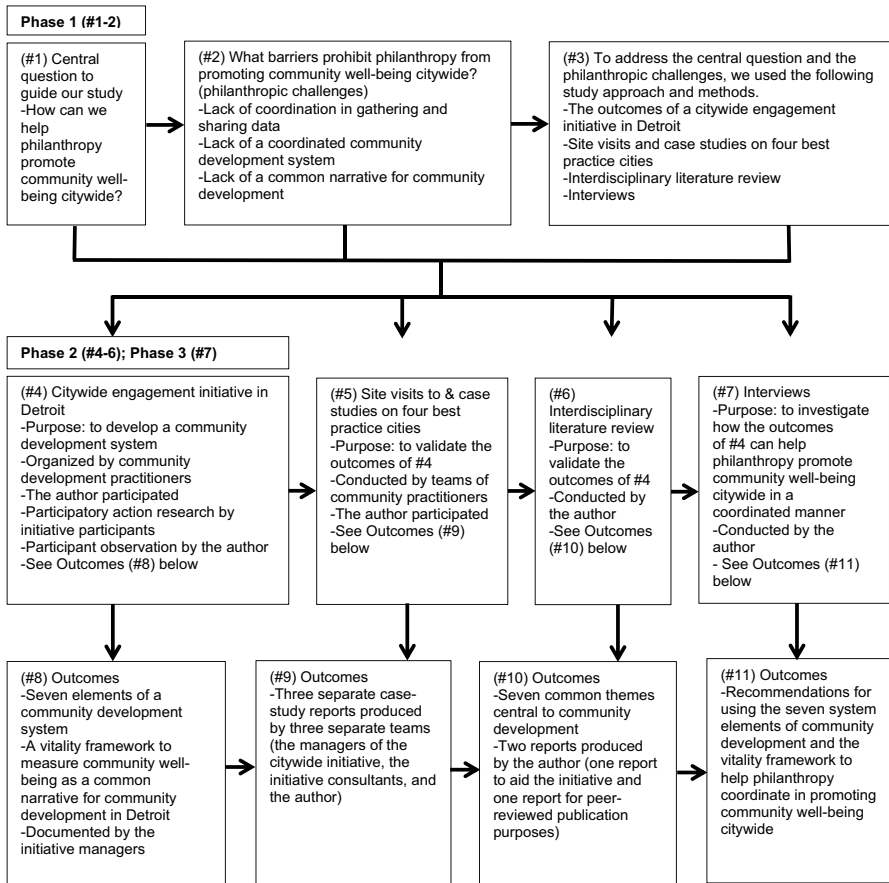 Phase 1 (#1-2)
(#1) Central
question to
guide our study
-How can we
help
philanthropy
promote
community well-
being citywide?
(#2) What barriers prohibit philanthropy from
promoting community well-being citywide?
(philanthropic challenges)
-Lack of coordination in gathering and
sharing data
-Lack of a coordinated community
development system
-Lack of a common narrative for community
development
(#3) To address the central question and the
philanthropic challenges, we used the following
study approach and methods.
-The outcomes of a citywide engagement
initiative in Detroit
-Site visits and case studies on four best
practice cities
-Interdisciplinary literature review
-Interviews
Phase 2 (#4-6); Phase 3 (#7)
(#4) Citywide engagement initiative in
Detroit
-Purpose: to develop a community
development system
-Organized by community
development practitioners
-The author participated
-Participatory action research by
initiative participants
-Participant observation by the author
-See Outcomes (#8) below
(#5) Site visits to & case
studies on four best
practice cities
-Purpose: to validate the
outcomes of #4
-Conducted by teams of
community practitioners
-The author participated
-See Outcomes (#9)
below
(#6)
Interdisciplinary
literature review
-Purpose: to
validate the
outcomes of #4
-Conducted by
the author
-See Outcomes
(#10) below
(#7) Interviews
-Purpose: to investigate
how the outcomes
of #4 can help
philanthropy promote
community well-being
citywide in a
coordinated manner
-Conducted by the
author
- See Outcomes (#11)
below
(#8) Outcomes
-Seven elements of a
community development
system
-A vitality framework to
measure community well-
being as a common
narrative for community
development in Detroit
-Documented by the
initiative managers
(#9) Outcomes
-Three separate case-
study reports produced
by three separate teams
(the managers of the
citywide initiative, the
initiative consultants, and
the author)
(#10) Outcomes
-Seven common themes
central to community
development
-Two reports produced
by the author (one report
to aid the initiative and
one report for peer-
reviewed publication
purposes)
(#11) Outcomes
-Recommendations for
using the seven system
elements of community
development and the
vitality framework to
help philanthropy
coordinate in promoting
community well-being
citywide